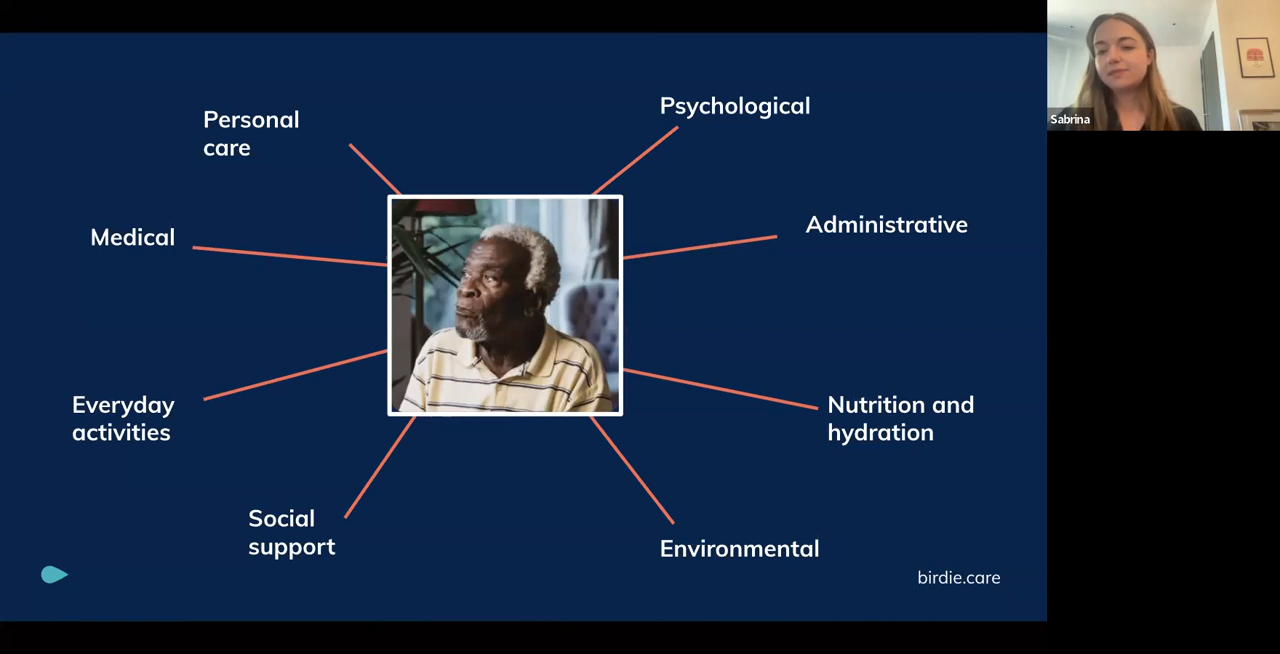 Personal
care
Psychological
Medical
Administrative
Everyday
activities
Nutrition and
hydration
Social
support
Environmental
birdie.care
Sabrina